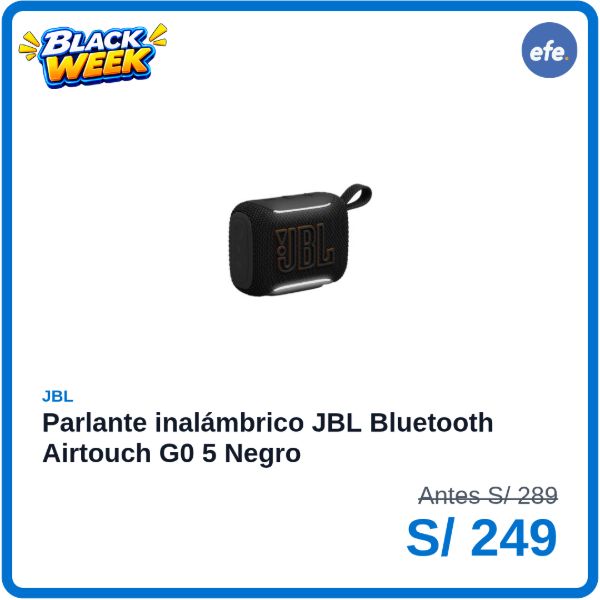 BLACK
WEEK
efe.
JBL
JBL
Parlante inalámbrico JBL Bluetooth
Airtouch G0 5 Negro
Antes S/ 289
S/ 249